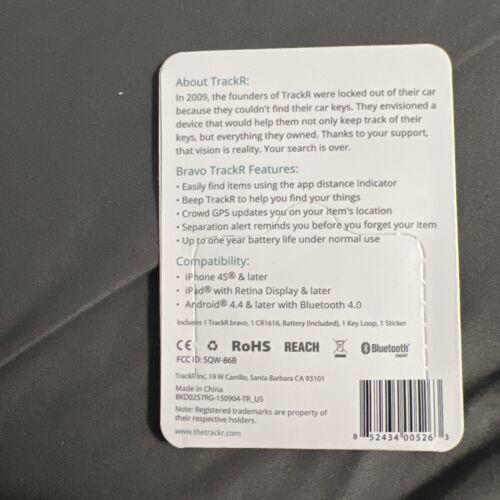 About TrackR:
In 2009, the founders of TrackR were locked out of their car
because they couldn't find their car keys. They envisioned a
device that would help them not only keep track of their
keys, but everything they owned. Thanks to your support,
that vision is reality. Your search is over.
Bravo TrackR Features:
• Easily find items using the app distance indicator
• Beep TrackR to help you find your things
• Crowd GPS updates you on your item's location
• Separation alert reminds you before you forget your item
• Up to one year battery life under normal use
Compatibility:
• iPhone 4S® & later
• iPad® with Retina Display & later
• Android® 4.4 & later with Bluetooth 4.0
Includes 1 TrackR bravo, 1 CR1616, Battery (Included), 1 Key Loop, 1 Sticker
CE RoHS REACH Bluetooth®
SMART
FCC ID: SQW-86B
TrackR Inc, 19 W Carrillo, Santa Barbara CA 93101
Made in China
BKD0257RG-150904-TR_US
Note: Registered trademarks are property of
their respective holders.
www.thetrackr.com
8 52434 00526 3